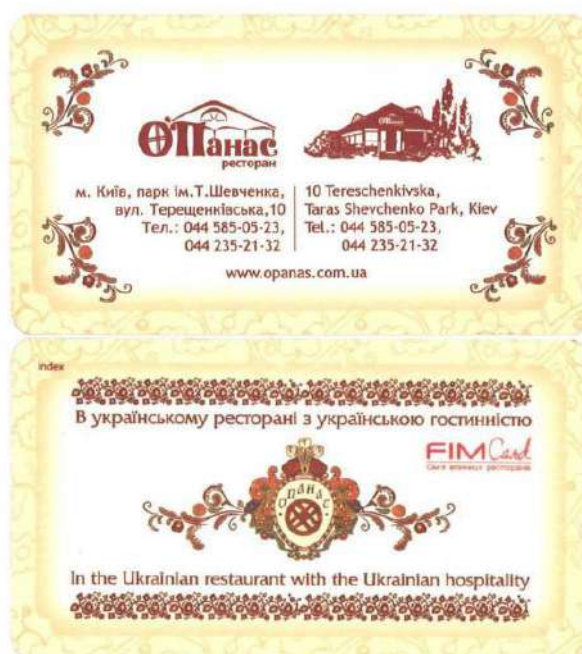 О'Панас
ресторан
м. Київ, парк ім.Т.Шевченка,
вул. Терещенківська,10
Тел.: 044 585-05-23,
044 235-21-32
10 Tereschenkivska,
Taras Shevchenko Park, Kiev
Tel.: 044 585-05-23,
044 235-21-32
www.opanas.com.ua
index
В українському ресторані з українською гостинністю
FIM Card
опанас
In the Ukrainian restaurant with the Ukrainian hospitality